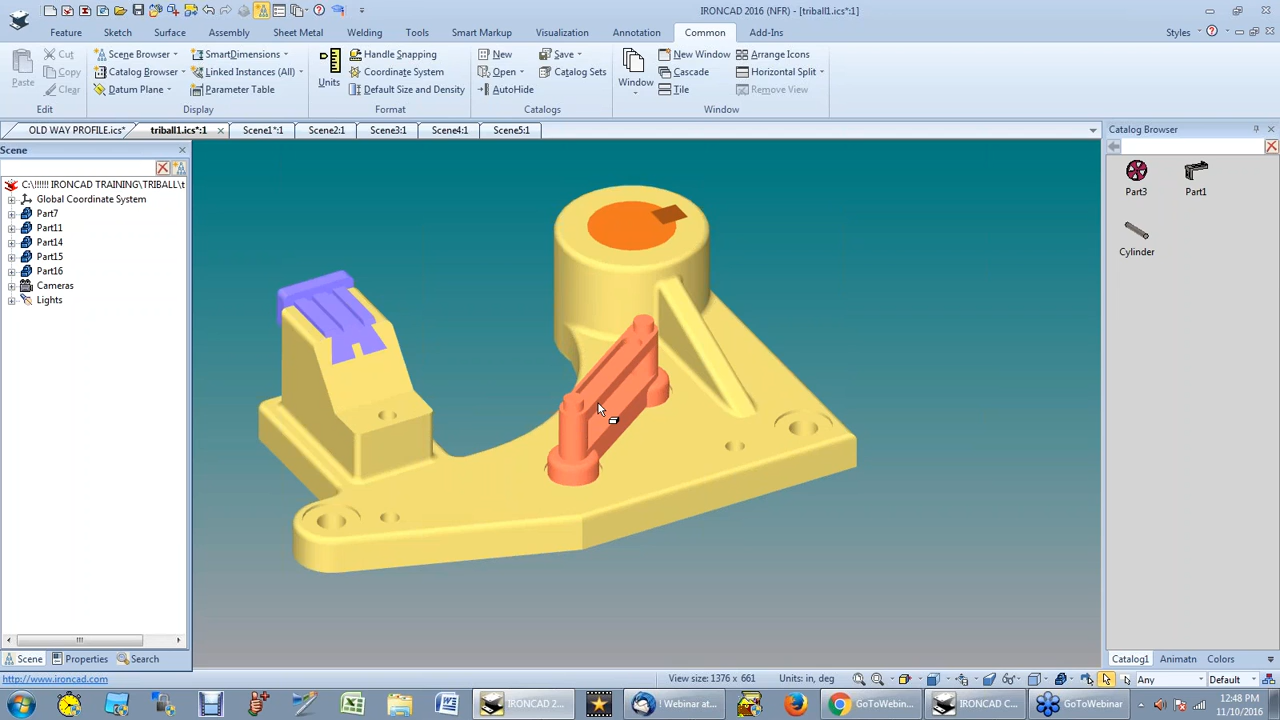 IRONCAD 2016 (NFR) - [triball1.ics*:1]
Feature Sketch Surface Assembly Sheet Metal Welding Tools Smart Markup Visualization Annotation Common Add-Ins Styles
Paste
Cut
Copy
Clear
Edit
Scene Browser
Catalog Browser
Datum Plane
SmartDimensions
Linked Instances (All)
Parameter Table
Display
Units
Handle Snapping
Coordinate System
Default Size and Density
Format
New
Open
AutoHide
Save
Catalog Sets
Catalogs
Window
New Window
Cascade
Tile
Arrange Icons
Horizontal Split
Remove View
Window
OLD WAY PROFILE.ics* triball1.ics*:1 Scene1*:1 Scene2:1 Scene3:1 Scene4:1 Scene5:1
Scene
C:\!!!!!! IRONCAD TRAINING\TRIBALL\t
Global Coordinate System
Part7
Part11
Part14
Part15
Part16
Cameras
Lights
Catalog Browser
Part3 Part1
Cylinder
Scene Properties Search
Catalog1 Animatn Colors
http://www.ironcad.com
View size: 1376 x 661 Units: in, deg Any Default
IRONCAD 2... ! Webinar at... GoToWebin... IRONCAD C... GoToWebin...
12:48 PM
11/10/2016